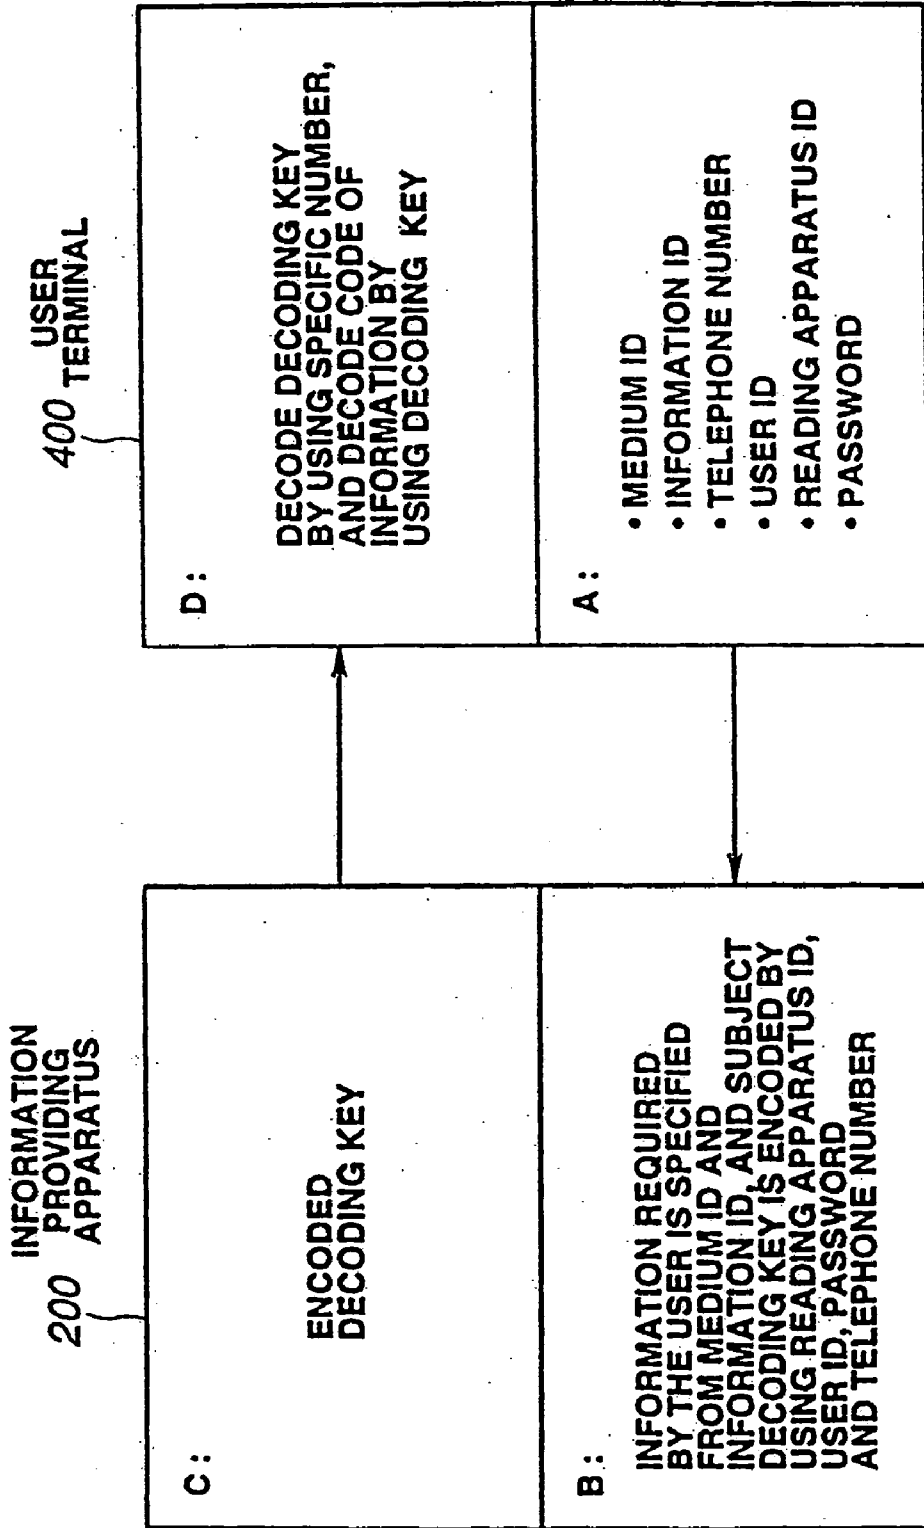 INFORMATION
PROVIDING
APPARATUS
200
C:
ENCODED
DECODING KEY
B:
INFORMATION REQUIRED
BY THE USER IS SPECIFIED
FROM MEDIUM ID AND
INFORMATION ID, AND SUBJECT
DECODING KEY IS ENCODED BY
USING READING APPARATUS ID,
USER ID, PASSWORD
AND TELEPHONE NUMBER
400
USER
TERMINAL
D:
DECODE DECODING KEY
BY USING SPECIFIC NUMBER,
AND DECODE CODE OF
INFORMATION BY
USING DECODING KEY
A:
• MEDIUM ID
• INFORMATION ID
• TELEPHONE NUMBER
• USER ID
• READING APPARATUS ID
• PASSWORD